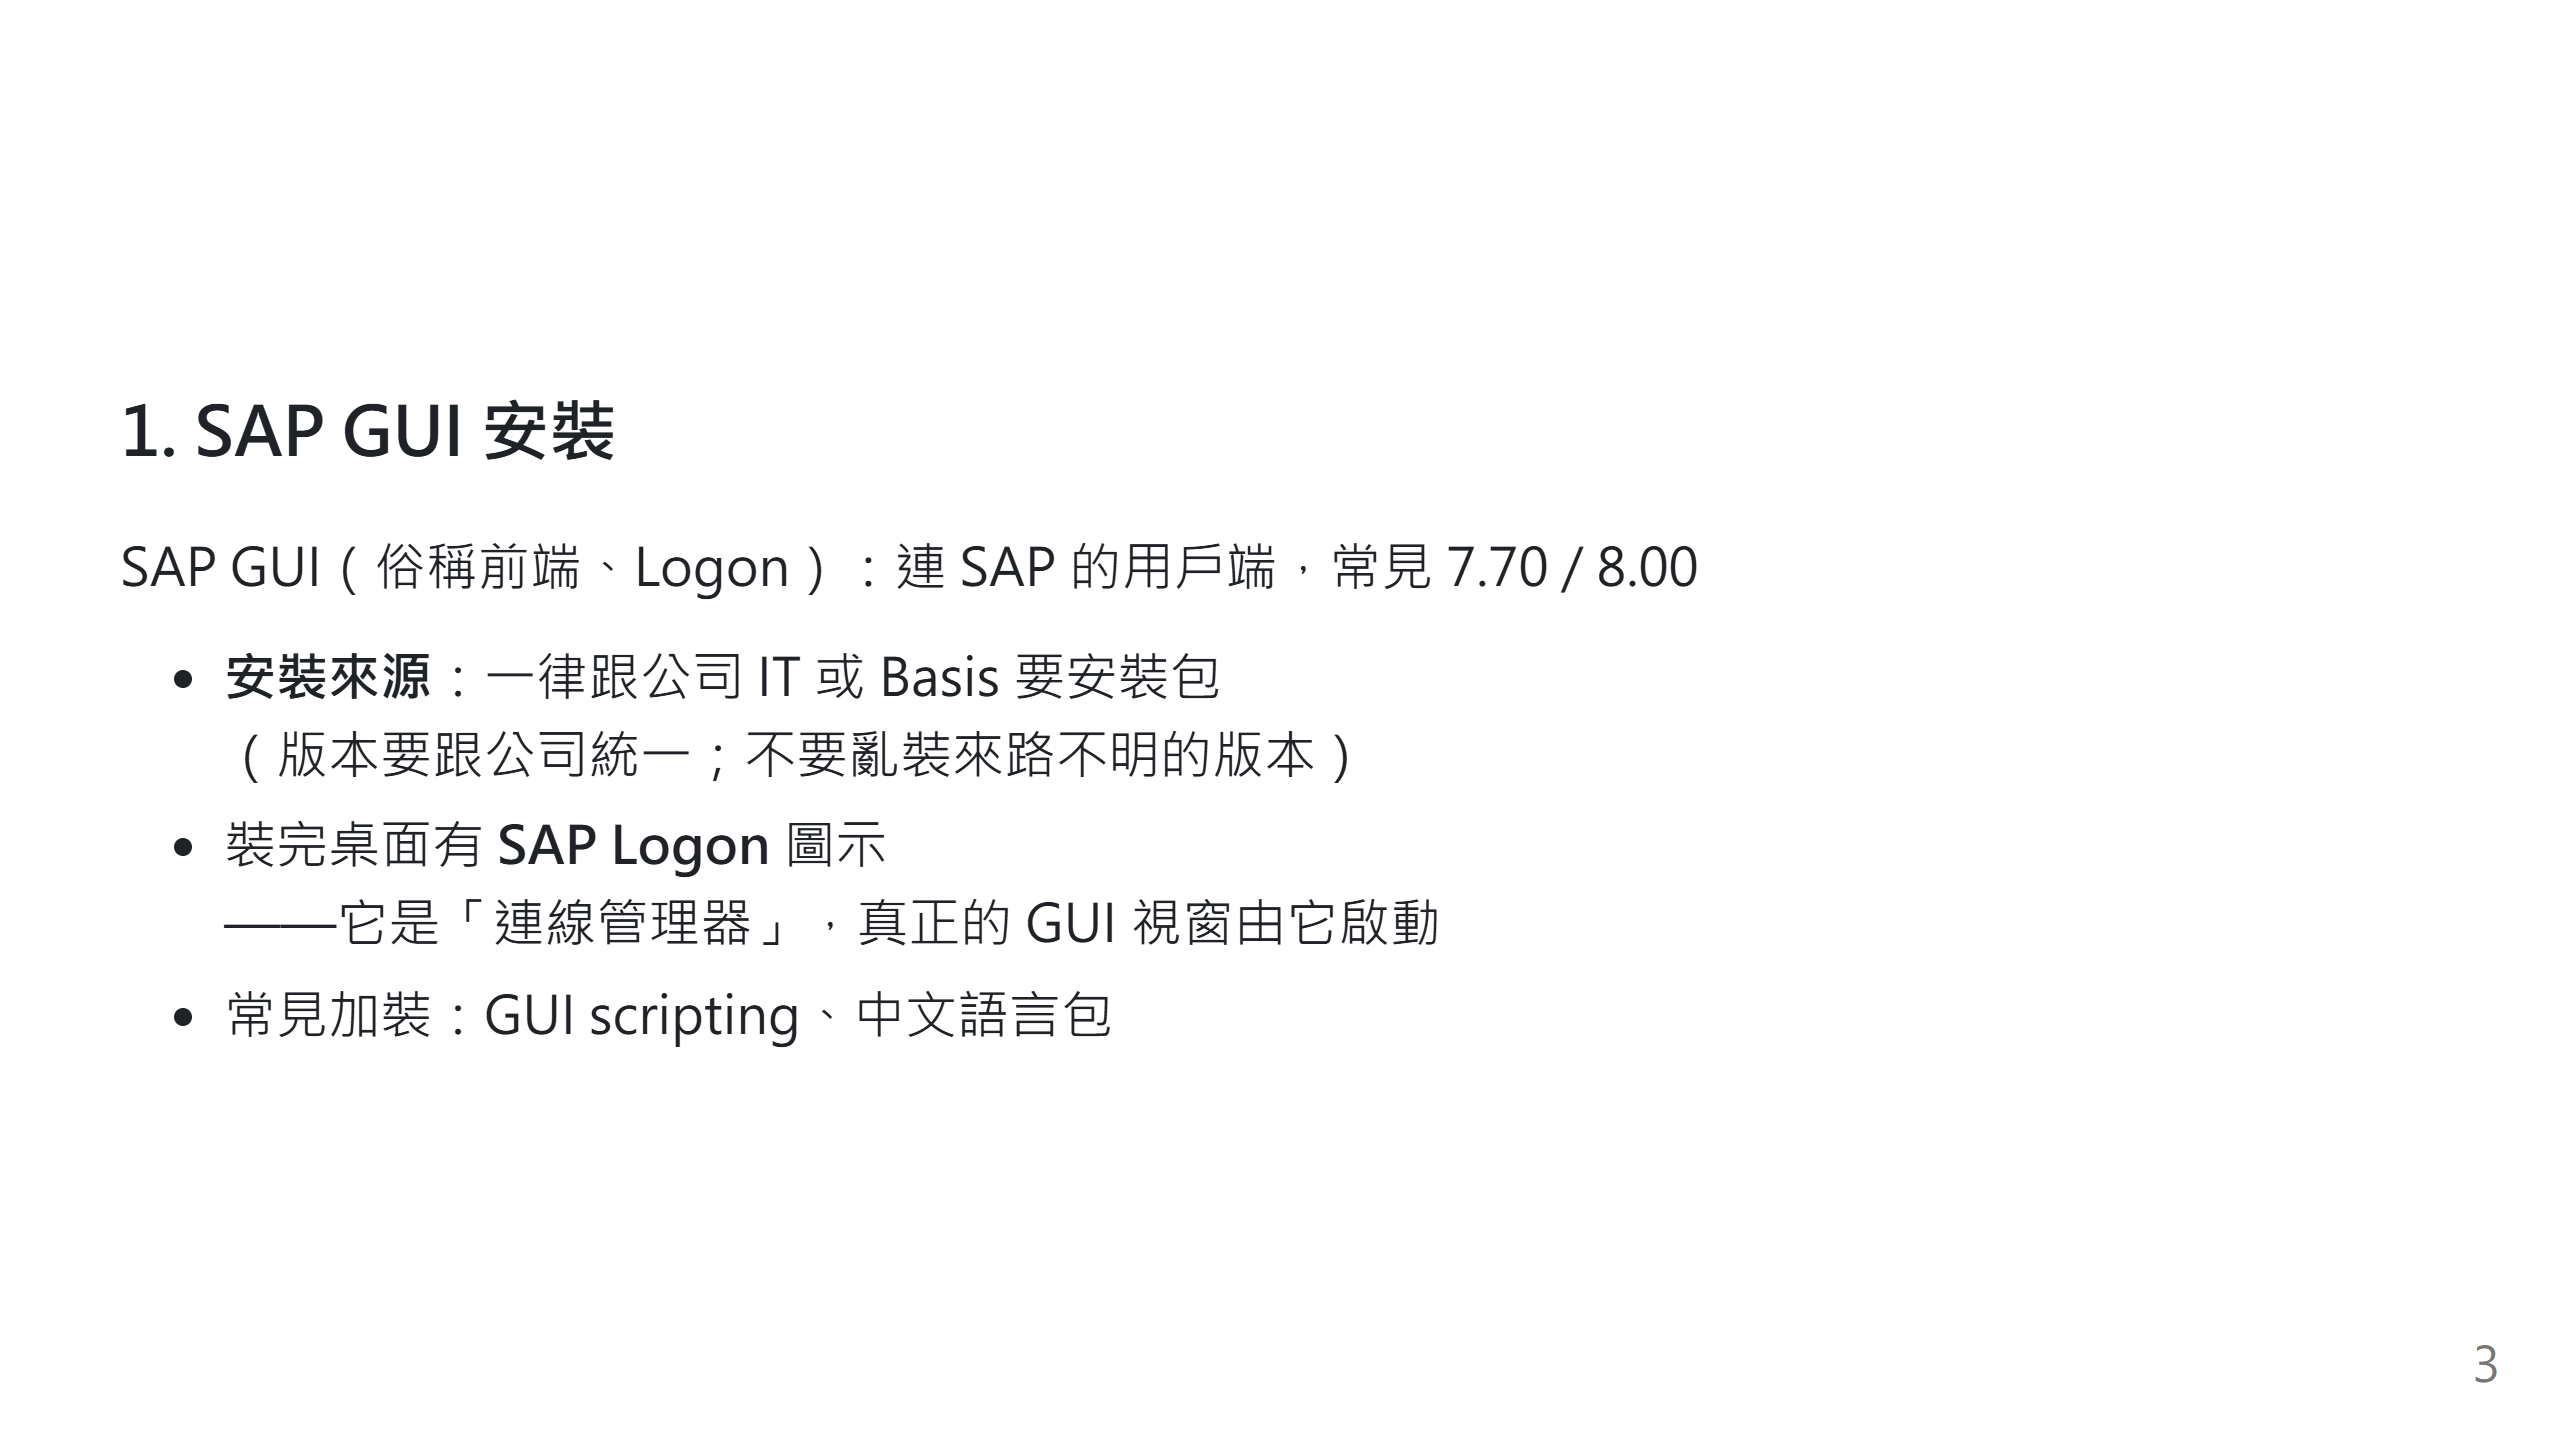 1. SAP GUI 安裝
SAP GUI（俗稱前端、Logon）：連 SAP 的用戶端，常見 7.70 / 8.00
• 安裝來源：一律跟公司 IT 或 Basis 要安裝包
（版本要跟公司統一；不要亂裝來路不明的版本）
• 裝完桌面有 SAP Logon 圖示
——它是「連線管理器」，真正的 GUI 視窗由它啟動
• 常見加裝：GUI scripting、中文語言包
3